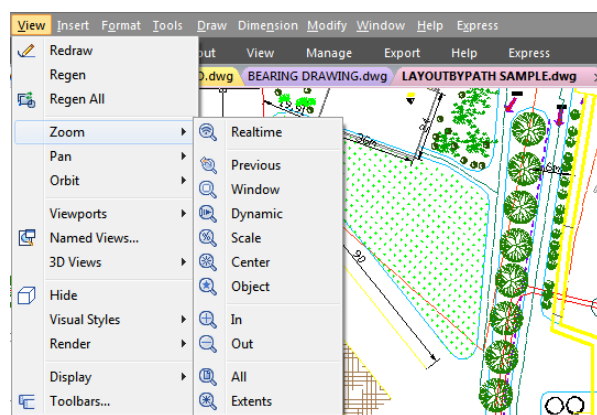 View Insert Format Tools Draw Dimension Modify Window Help Express
out View Manage Export Help Express
D.dwg BEARING DRAWING.dwg LAYOUTBYPATH SAMPLE.dwg
Redraw
Regen
Regen All
Zoom
Pan
Orbit
Viewports
Named Views...
3D Views
Hide
Visual Styles
Render
Display
Toolbars...
Realtime
Previous
Window
Dynamic
Scale
Center
Object
In
Out
All
Extents
90